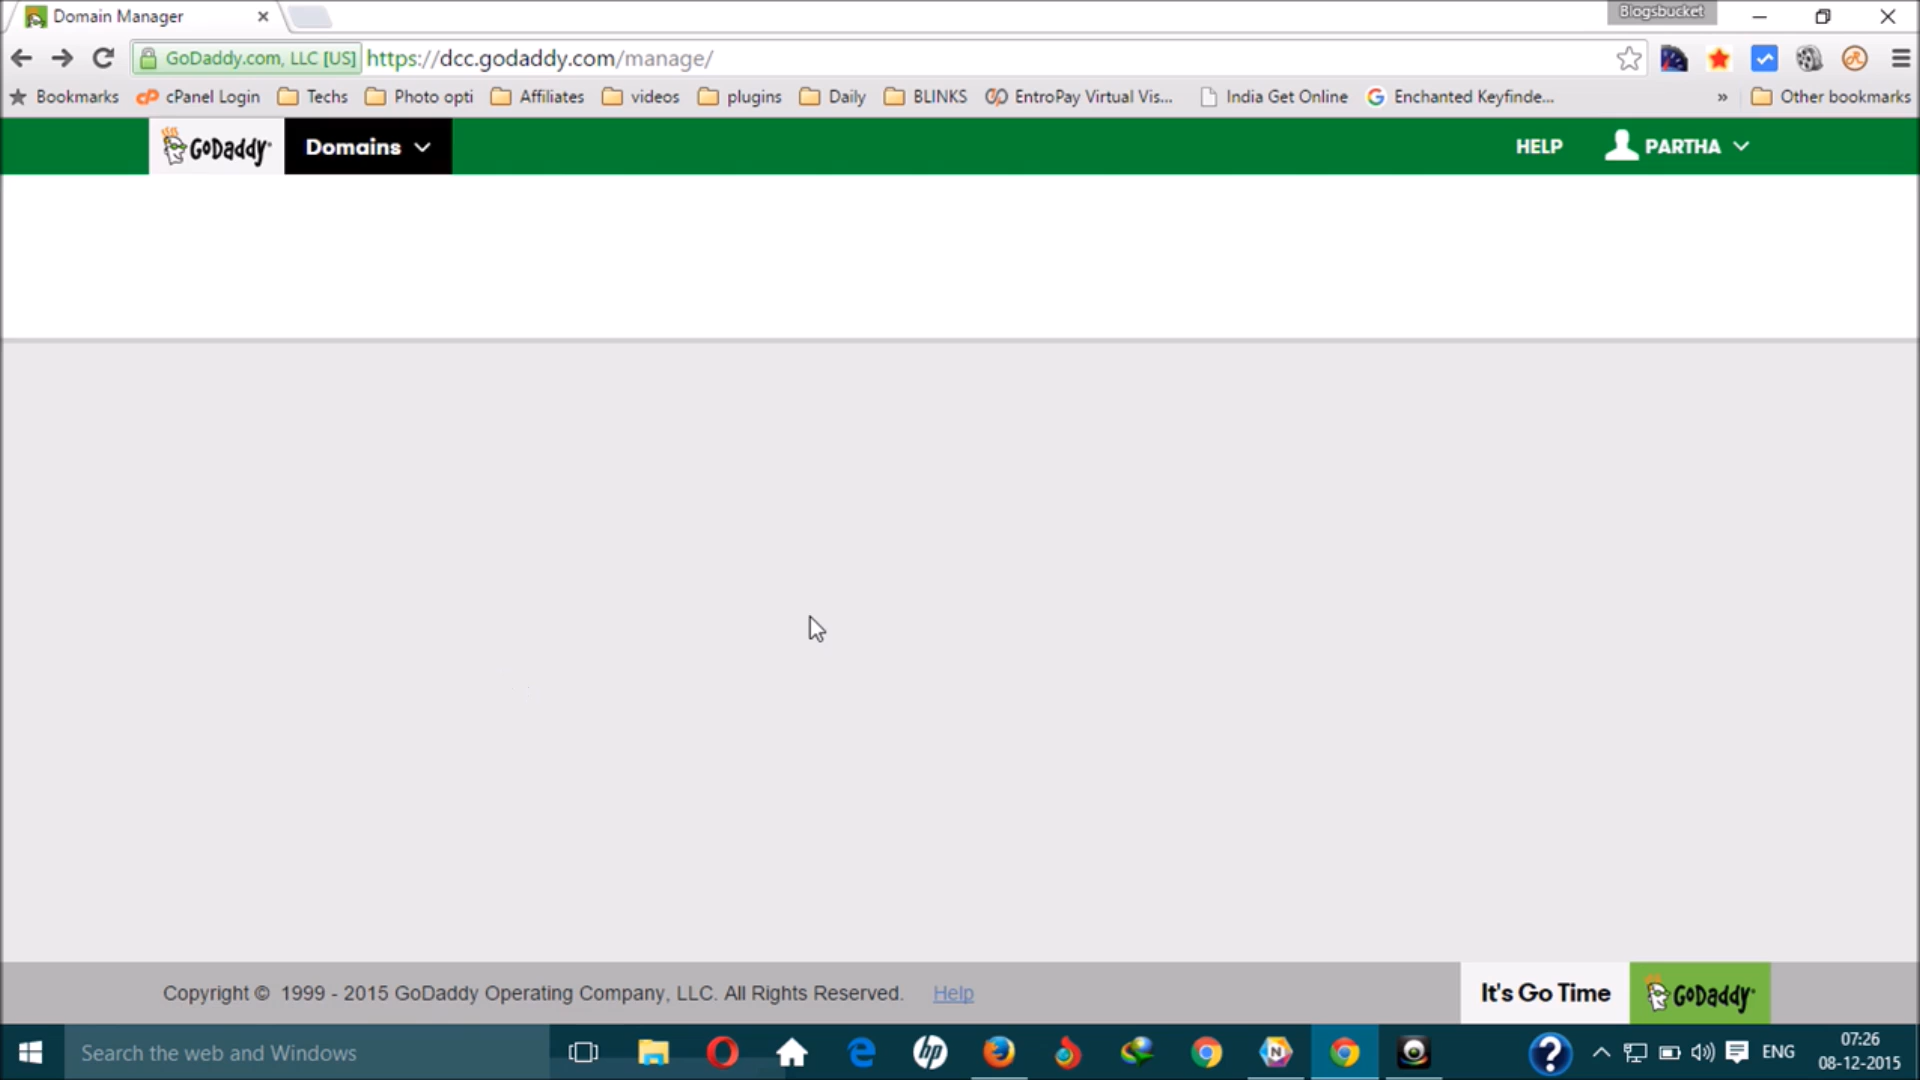 Domain Manager
Blogsbucket
GoDaddy.com, LLC [US] https://dcc.godaddy.com/manage/
Bookmarks cPanel Login Techs Photo opti Affiliates videos plugins Daily BLINKS EntroPay Virtual Vis... India Get Online Enchanted Keyfinde... » Other bookmarks
GoDaddy Domains HELP PARTHA
Copyright © 1999 - 2015 GoDaddy Operating Company, LLC. All Rights Reserved. Help
It's Go Time GoDaddy
Search the web and Windows
hp
N
ENG
07:26
08-12-2015